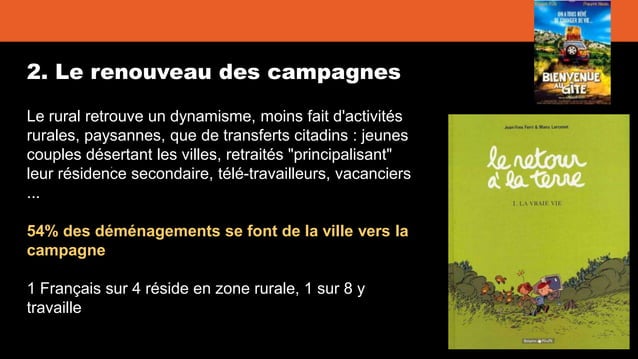 2. Le renouveau des campagnes
Le rural retrouve un dynamisme, moins fait d'activités
rurales, paysannes, que de transferts citadins : jeunes
couples désertant les villes, retraités "principalisant"
leur résidence secondaire, télé-travailleurs, vacanciers
...
54% des déménagements se font de la ville vers la
campagne
1 Français sur 4 réside en zone rurale, 1 sur 8 y
travaille
ON A TOUS RÊVÉ
DE CHANGER DE VIE...
BIENVENUE
AU GÎTE
Jean-Yves Ferri & Manu Larcenet
le retour
à la terre
1. LA VRAIE VIE